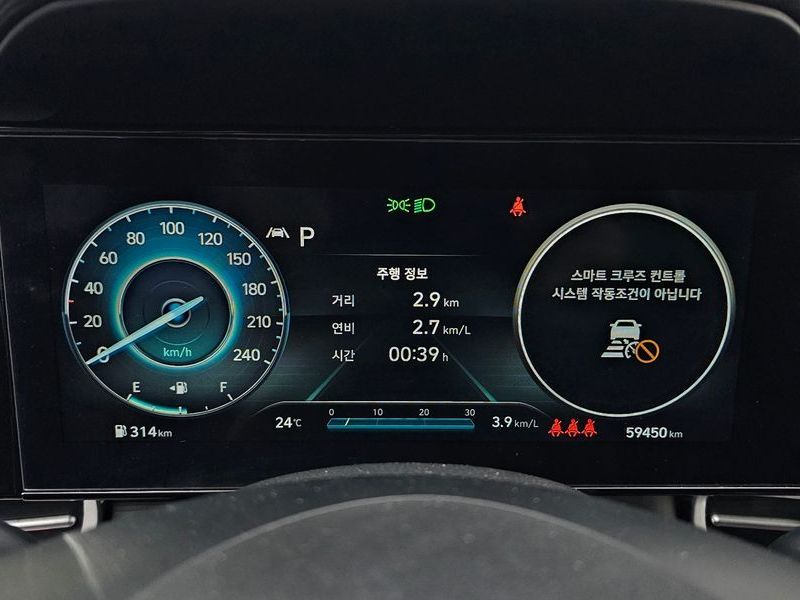 P
100
80
120
60
150
40
180
20
210
0
240
km/h
E
F
314km
주행 정보
거리 2.9 km
연비 2.7 km/L
시간 00:39 h
24℃
0 10 20 30
3.9 km/L
스마트 크루즈 컨트롤
시스템 작동조건이 아닙니다
59450 km